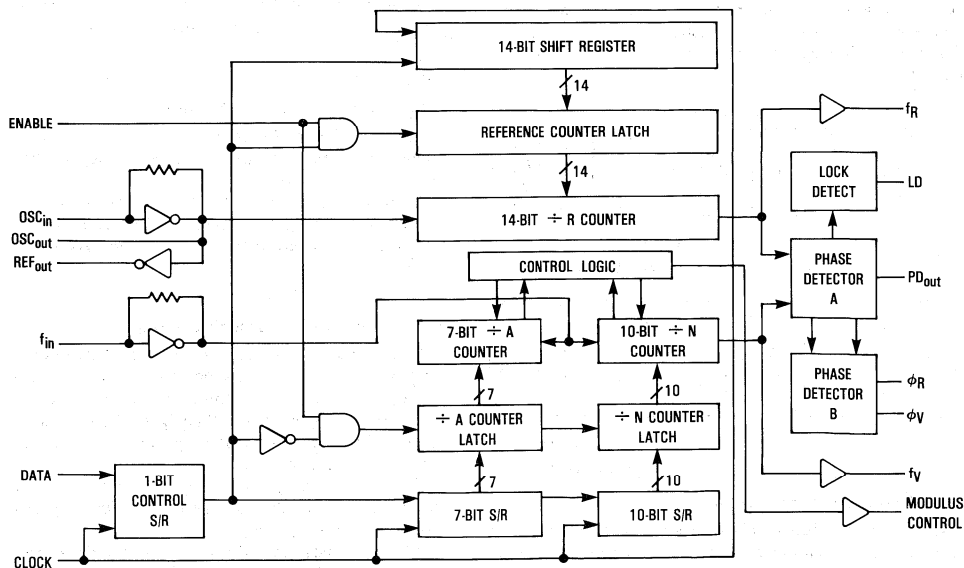 14-BIT SHIFT REGISTER
14
ENABLE
REFERENCE COUNTER LATCH
fR
14
LOCK
DETECT
LD
OSCin
14-BIT ÷ R COUNTER
OSCout
REFout
CONTROL LOGIC
PHASE
DETECTOR
A
PDout
fin
7-BIT ÷ A
COUNTER
10-BIT ÷ N
COUNTER
7
10
PHASE
DETECTOR
B
ϕR
ϕV
÷ A COUNTER
LATCH
÷ N COUNTER
LATCH
DATA
1-BIT
CONTROL
S/R
7
10
fV
7-BIT S/R
10-BIT S/R
MODULUS
CONTROL
CLOCK